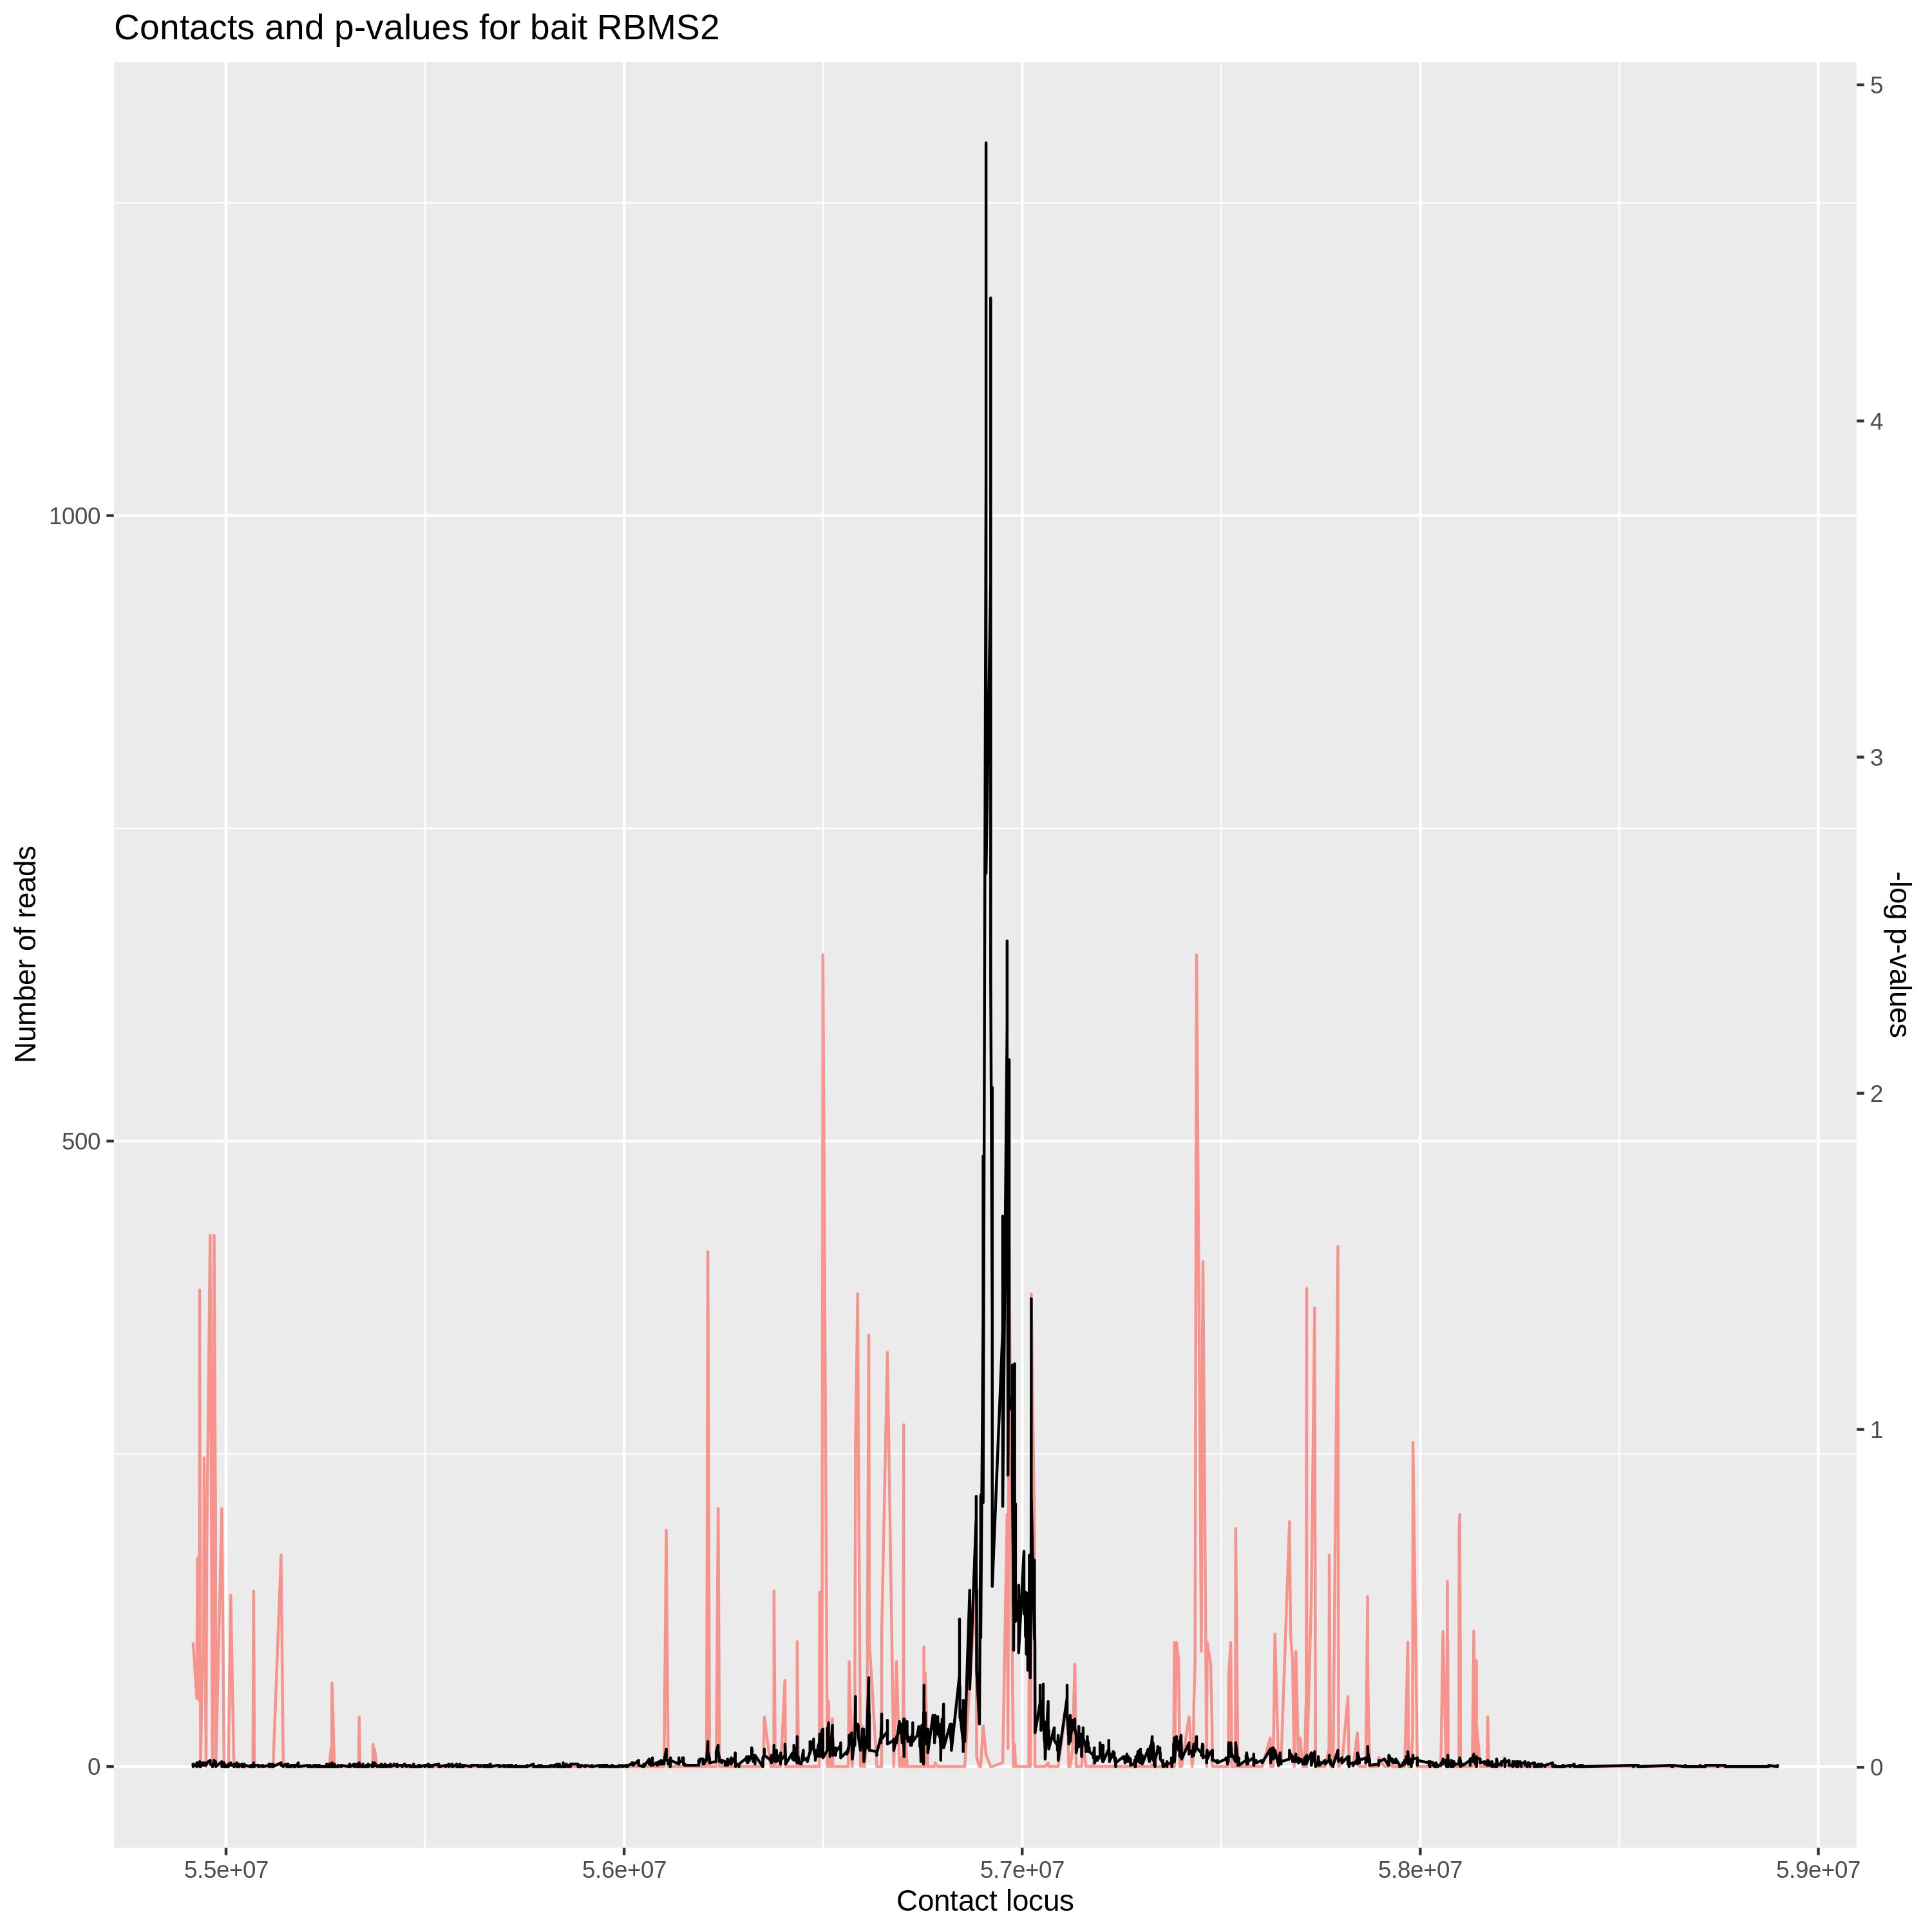 Contacts and p-values for bait RBMS2
5
4
1000
3
Number of reads
-log p-values
2
500
1
0
0
5.5e+07
5.6e+07
5.7e+07
5.8e+07
5.9e+07
Contact locus